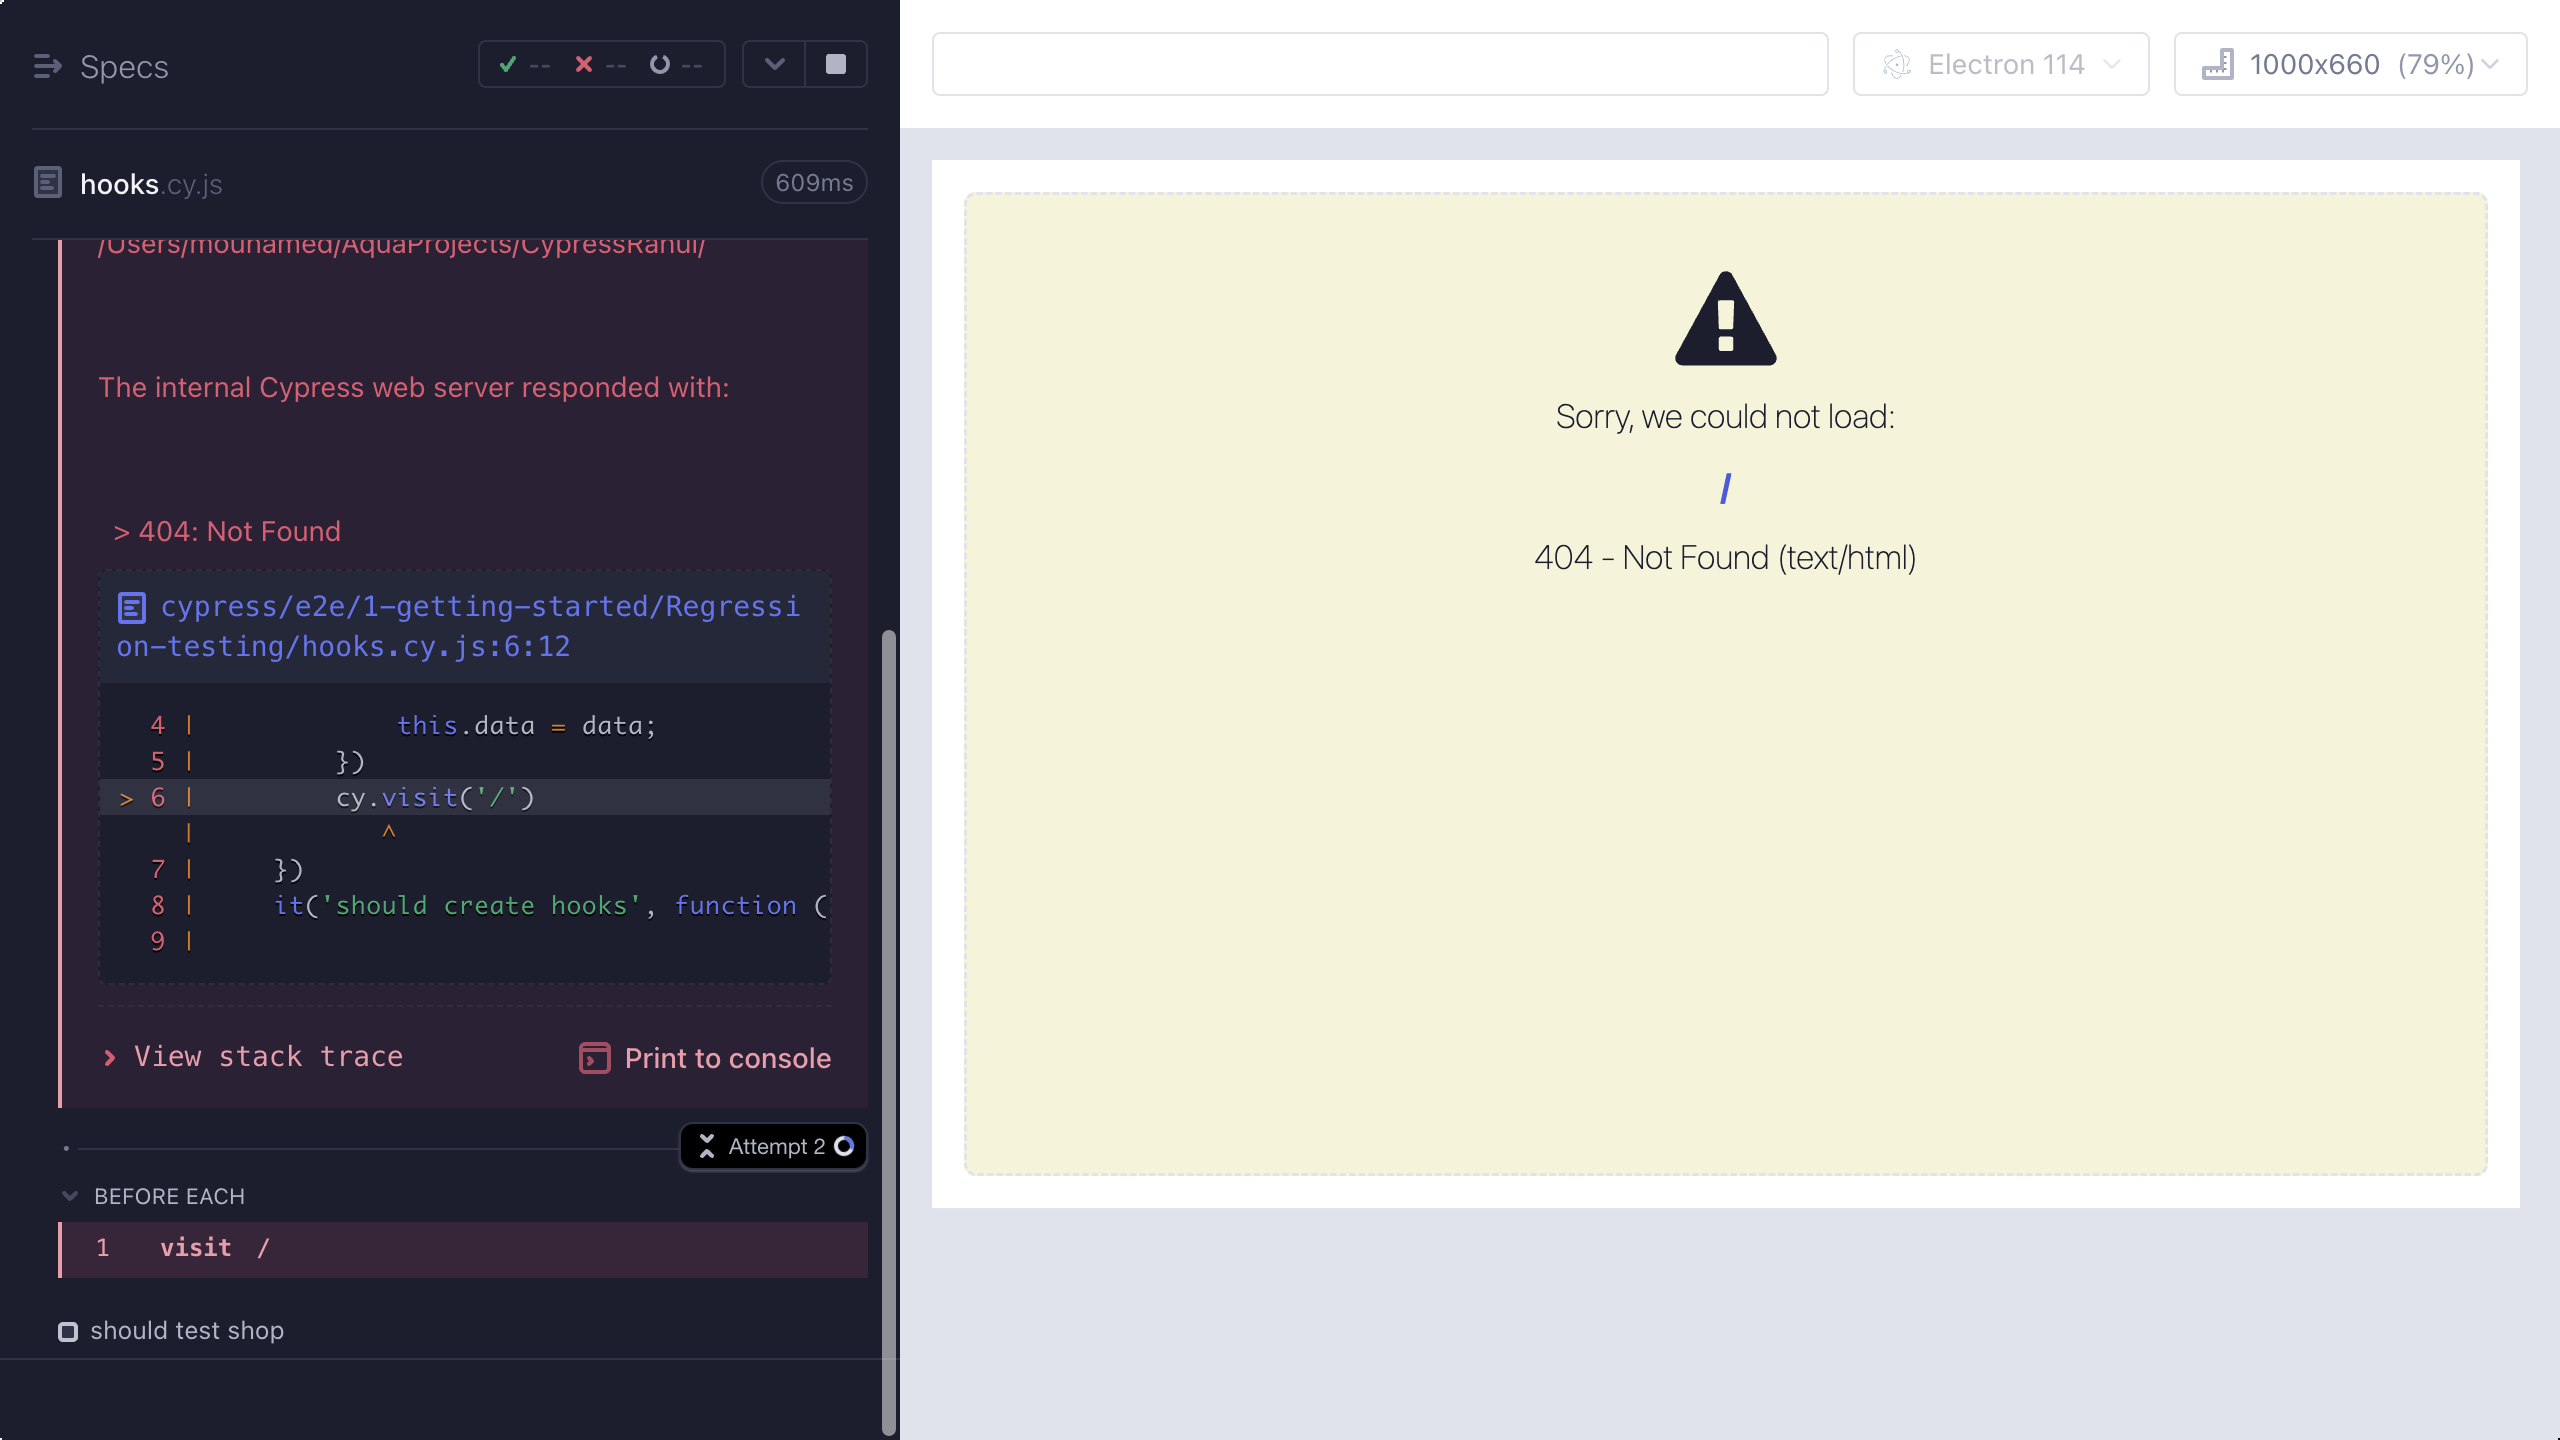 Specs
-- -- --
hooks.cy.js
609ms
/Users/mouhamed/AquaProjects/CypressRahul/
The internal Cypress web server responded with:
> 404: Not Found
cypress/e2e/1-getting-started/Regressi
on-testing/hooks.cy.js:6:12
4 | this.data = data;
5 | })
> 6 | cy.visit('/')
| ^
7 | })
8 | it('should create hooks', function (
9 |
View stack trace
Print to console
Attempt 2
BEFORE EACH
1 visit /
should test shop
Electron 114
1000x660 (79%)
Sorry, we could not load:
/
404 - Not Found (text/html)